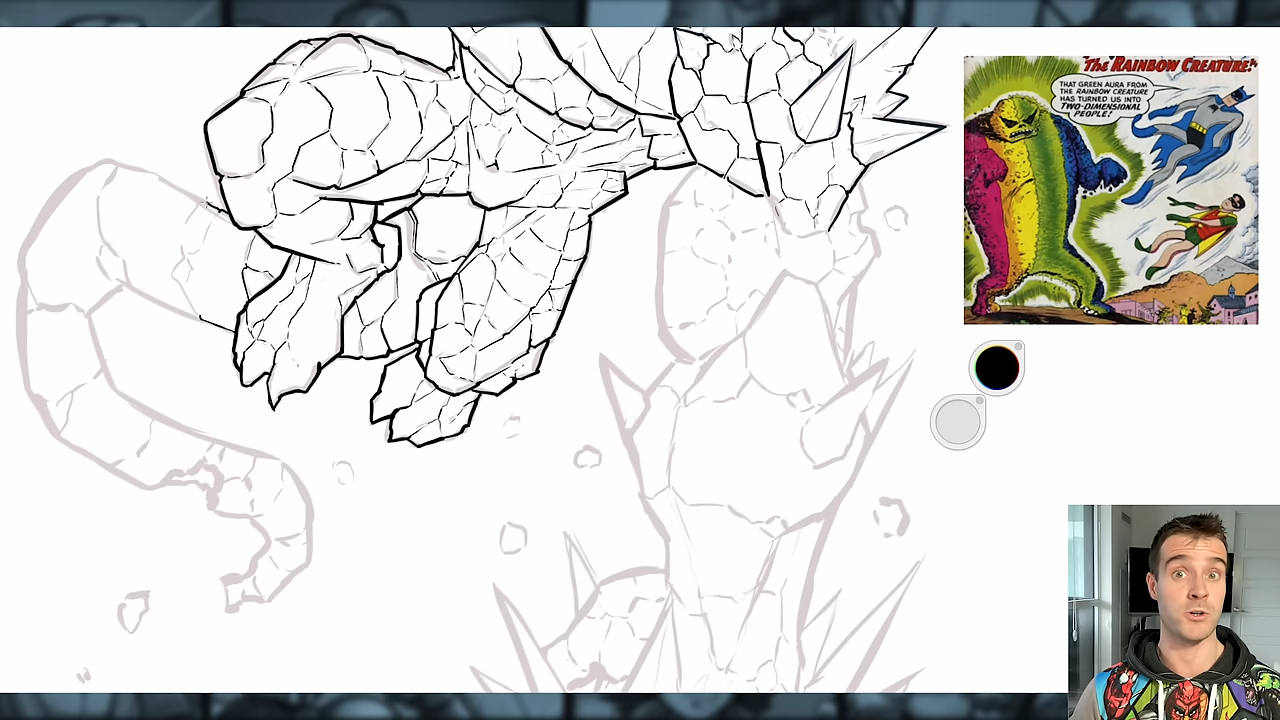 The RAINBOW CREATURE!"
THAT GREEN AURA FROM
THE RAINBOW CREATURE
HAS TURNED US INTO
TWO-DIMENSIONAL
PEOPLE!